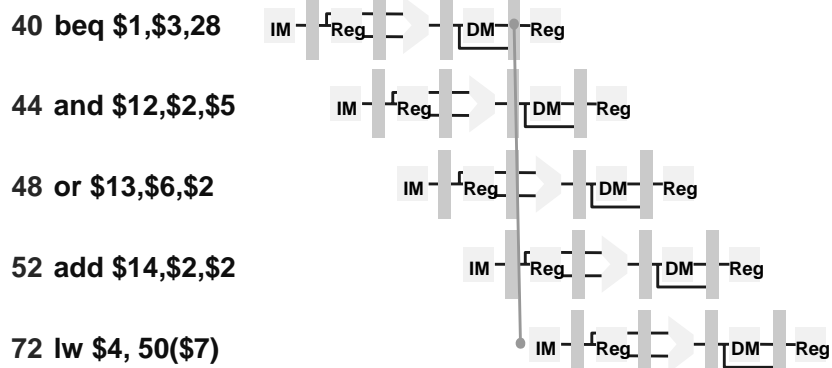 40 beq $1,$3,28 IM Reg DM Reg
44 and $12,$2,$5 IM Reg DM Reg
48 or $13,$6,$2 IM Reg DM Reg
52 add $14,$2,$2 IM Reg DM Reg
72 lw $4, 50($7) IM Reg DM Reg